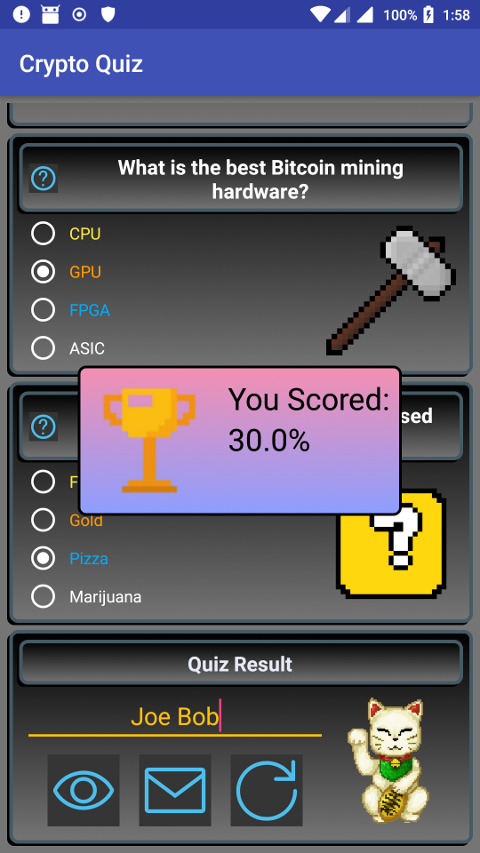 100% 1:58
Crypto Quiz
What is the best Bitcoin mining
hardware?
CPU
GPU
FPGA
ASIC
You Scored:
30.0%
Gold
Pizza
Marijuana
Quiz Result
Joe Bob